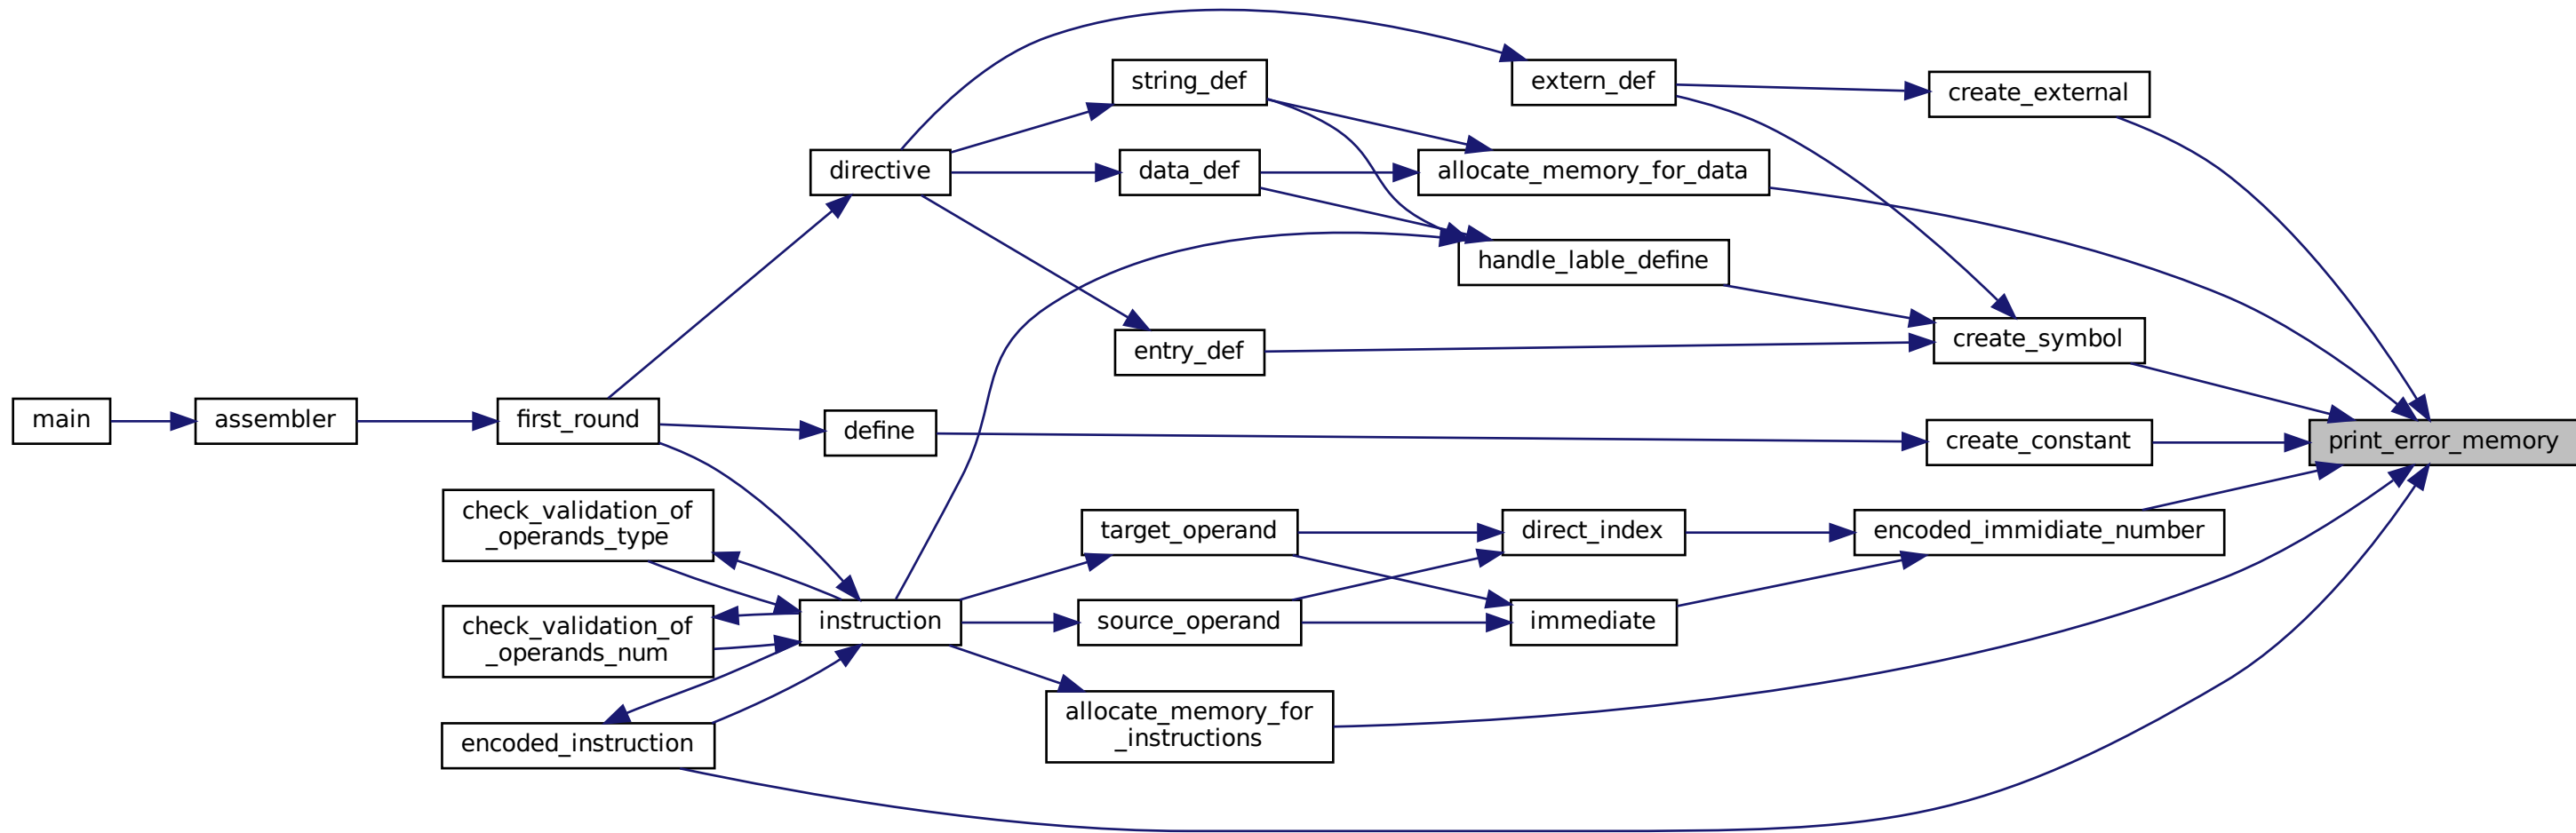 string_def
extern_def
create_external
directive
data_def
allocate_memory_for_data
handle_lable_define
entry_def
create_symbol
main
assembler
first_round
define
create_constant
print_error_memory
check_validation_of
_operands_type
target_operand
direct_index
encoded_immidiate_number
check_validation_of
_operands_num
instruction
source_operand
immediate
encoded_instruction
allocate_memory_for
_instructions